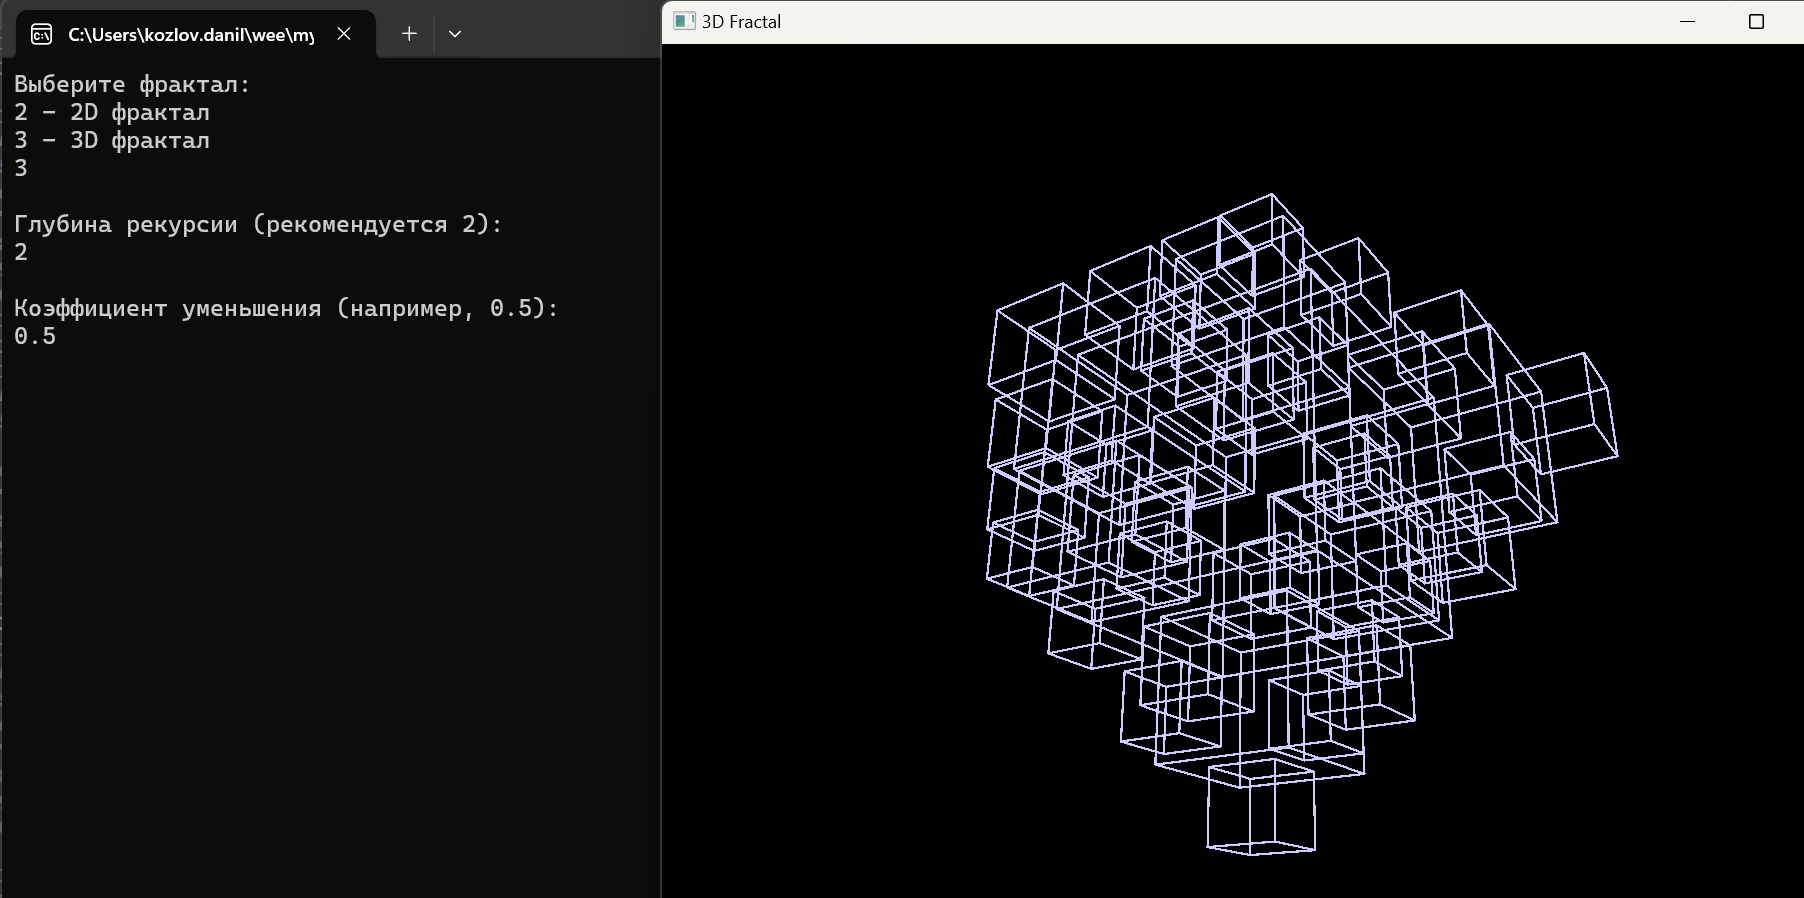 C:\Users\kozlov.danil\wee\my
3D Fractal
Выберите фрактал:
2 - 2D фрактал
3 - 3D фрактал
3
Глубина рекурсии (рекомендуется 2):
2
Коэффициент уменьшения (например, 0.5):
0.5